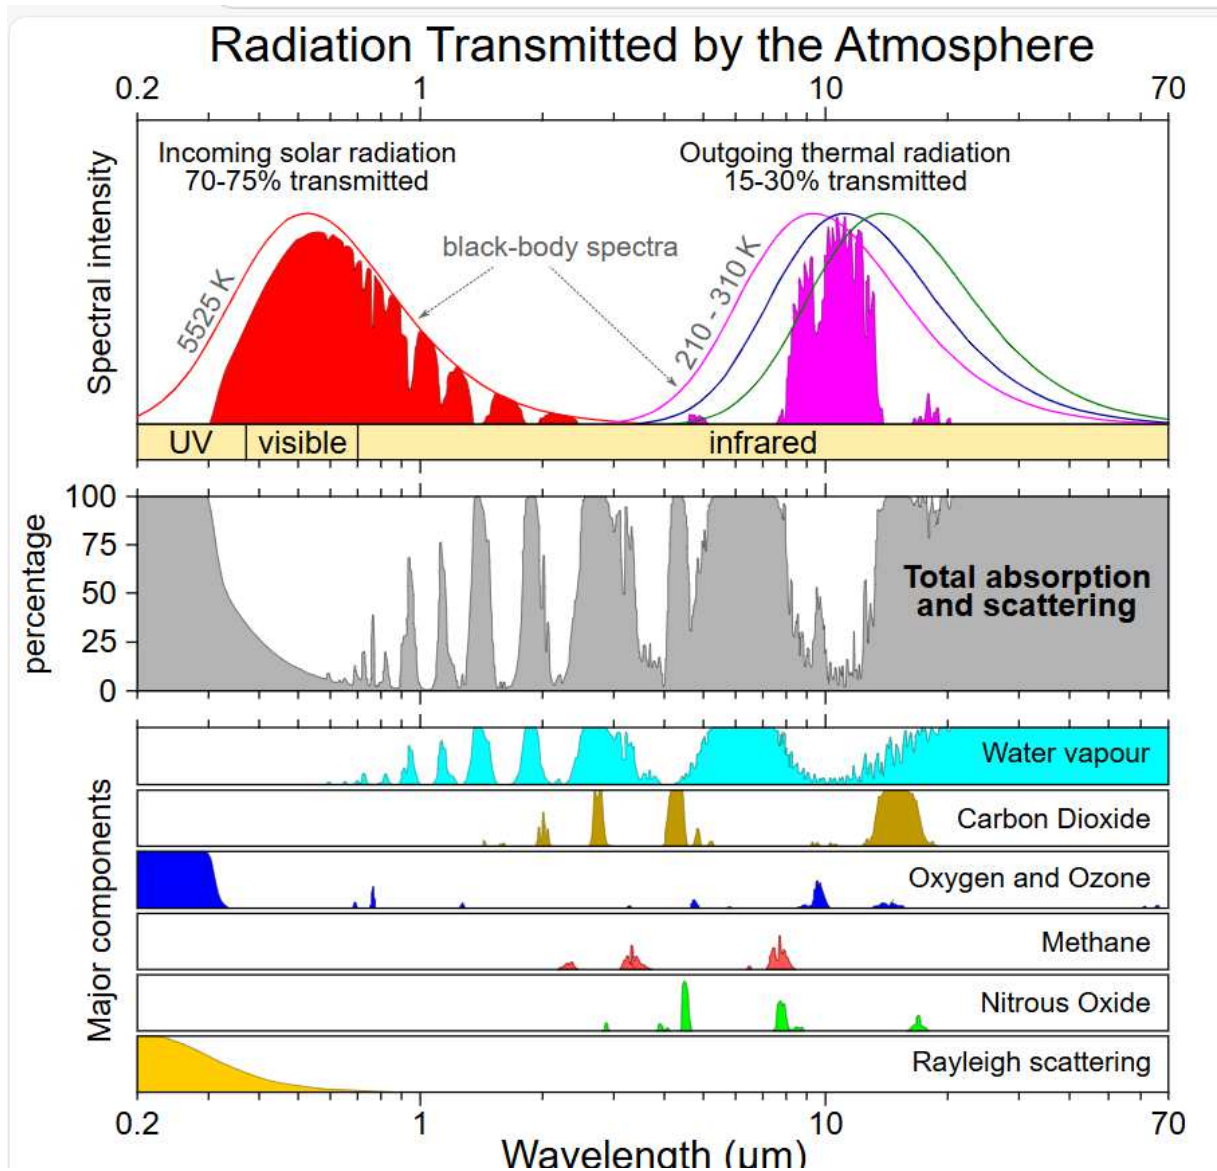 Radiation Transmitted by the Atmosphere
0.2 1 10 70
Spectral intensity
Incoming solar radiation
70-75% transmitted
Outgoing thermal radiation
15-30% transmitted
black-body spectra
5525 K
210 - 310 K
UV visible infrared
percentage
100
75
50
25
0
Total absorption
and scattering
Major components
Water vapour
Carbon Dioxide
Oxygen and Ozone
Methane
Nitrous Oxide
Rayleigh scattering
0.2 1 10 70
Wavelength (μm)